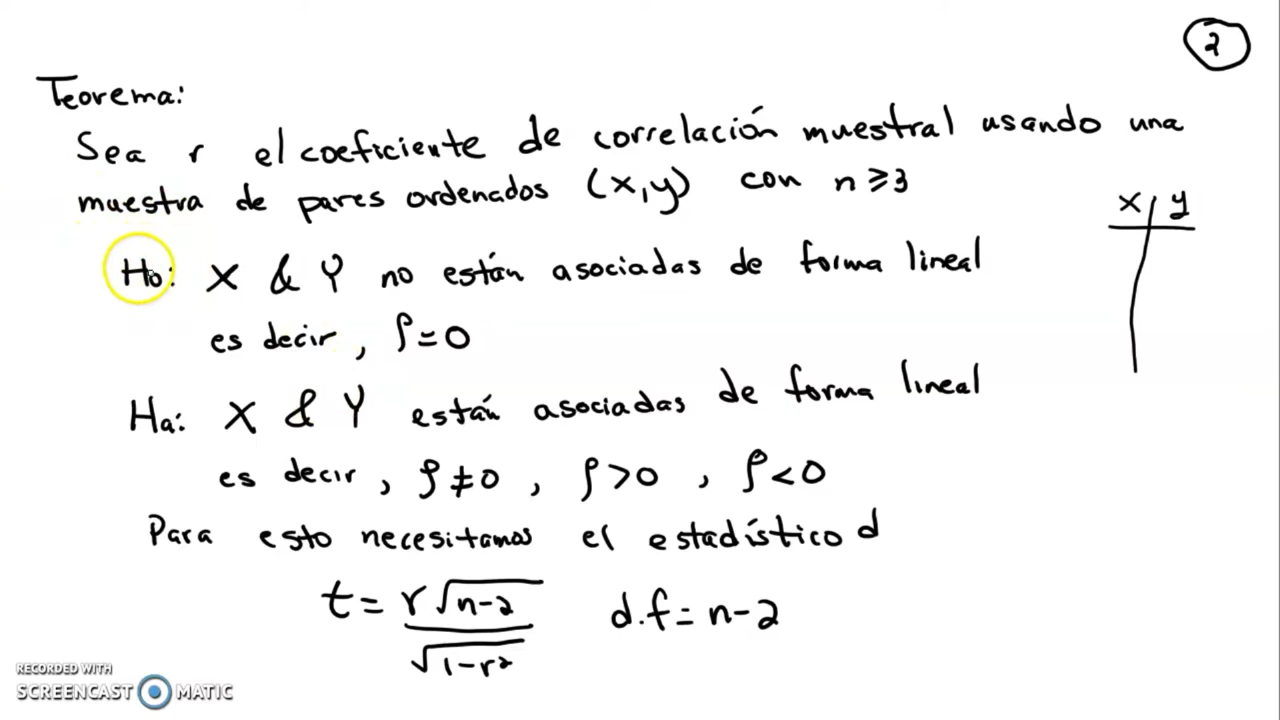 2
Teorema:
Sea r el coeficiente de correlación muestral usando una
muestra de pares ordenados (x,y) con n≥3
x y
Ho: X & Y no están asociadas de forma lineal
es decir, ρ=0
Ha: X & Y están asociadas de forma lineal
es decir, ρ≠0, ρ>0, ρ<0
Para esto necesitamos el estadístico d
t = r√n-2 / √1-r² d.f = n-2
RECORDED WITH
SCREENCAST MATIC